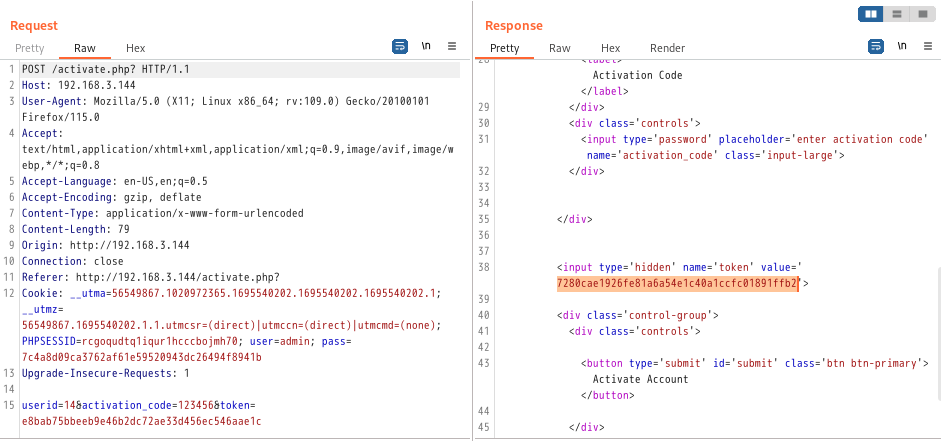 Request
Pretty Raw Hex
\n
1 POST /activate.php? HTTP/1.1
2 Host: 192.168.3.144
3 User-Agent: Mozilla/5.0 (X11; Linux x86_64; rv:109.0) Gecko/20100101
Firefox/115.0
4 Accept:
text/html,application/xhtml+xml,application/xml;q=0.9,image/avif,image/w
ebp,*/*;q=0.8
5 Accept-Language: en-US,en;q=0.5
6 Accept-Encoding: gzip, deflate
7 Content-Type: application/x-www-form-urlencoded
8 Content-Length: 79
9 Origin: http://192.168.3.144
10 Connection: close
11 Referer: http://192.168.3.144/activate.php?
12 Cookie: __utma=56549867.1020972365.1695540202.1695540202.1695540202.1;
__utmz=
56549867.1695540202.1.1.utmcsr=(direct)|utmccn=(direct)|utmcmd=(none);
PHPSESSID=rcgoqudtq1iqur1hcccbojmh70; user=admin; pass=
7c4a8d09ca3762af61e59520943dc26494f8941b
13 Upgrade-Insecure-Requests: 1
14
15 userid=14&activation_code=123456&token=
e8bab75bbeeb9e46b2dc72ae33d456ec546aae1c
Response
Pretty Raw Hex Render
\n
28 <label>
Activation Code
</label>
29 </div>
30 <div class='controls'>
31 <input type='password' placeholder='enter activation code'
name='activation_code' class='input-large'>
32 </div>
33
34
35 </div>
36
37
38 <input type='hidden' name='token' value='
7280cae1926fe81a6a54e1c40a1ccfc01891ffb2'>
39
40 <div class='control-group'>
41 <div class='controls'>
42
43 <button type='submit' id='submit' class='btn btn-primary'>
Activate Account
</button>
44
45 </div>